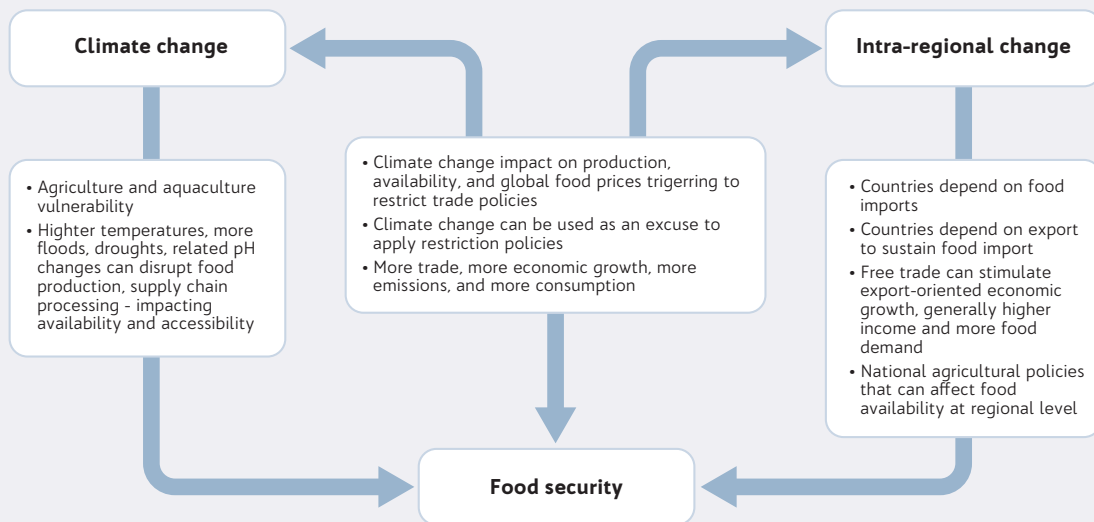 Climate change
Intra-regional change
• Agriculture and aquaculture
vulnerability
• Highter temperatures, more
floods, droughts, related pH
changes can disrupt food
production, supply chain
processing - impacting
availability and accessibility
• Climate change impact on production,
availability, and global food prices trigerring to
restrict trade policies
• Climate change can be used as an excuse to
apply restriction policies
• More trade, more economic growth, more
emissions, and more consumption
• Countries depend on food
imports
• Countries depend on export
to sustain food import
• Free trade can stimulate
export-oriented economic
growth, generally higher
income and more food
demand
• National agricultural policies
that can affect food
availability at regional level
Food security